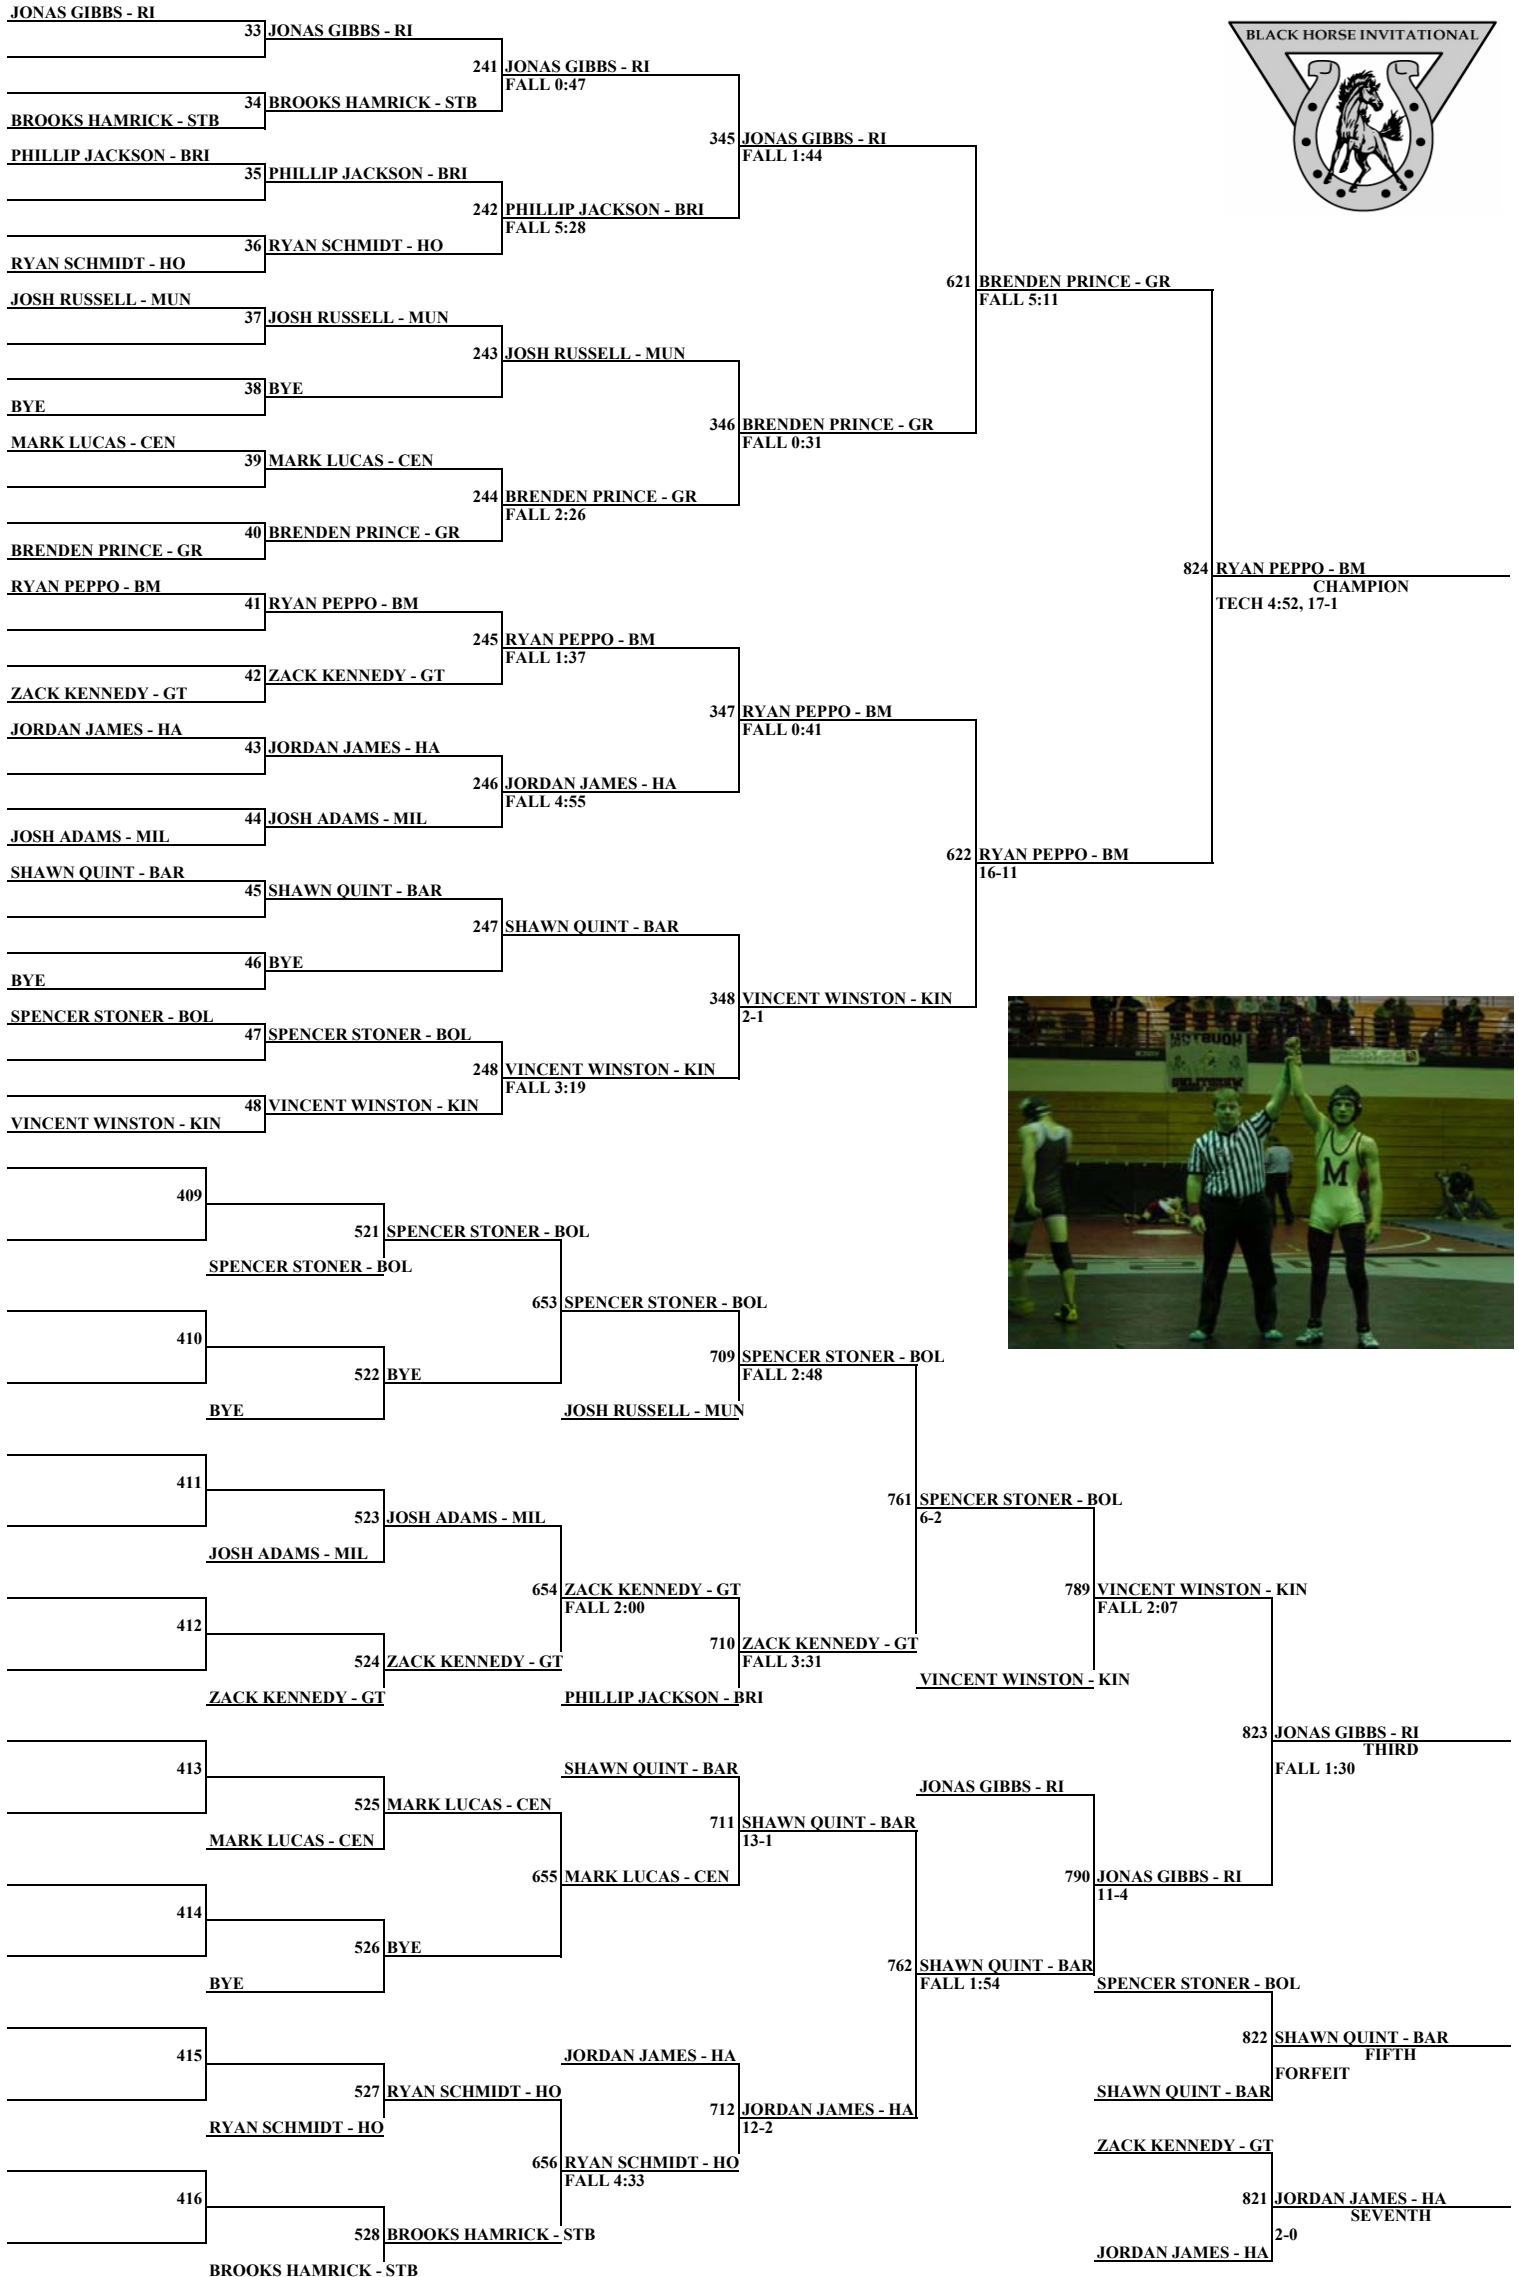 JONAS GIBBS - RI
33 JONAS GIBBS - RI
BLACK HORSE INVITATIONAL
241 JONAS GIBBS - RI
FALL 0:47
34 BROOKS HAMRICK - STB
BROOKS HAMRICK - STB
345 JONAS GIBBS - RI
FALL 1:44
PHILLIP JACKSON - BRI
35 PHILLIP JACKSON - BRI
242 PHILLIP JACKSON - BRI
FALL 5:28
36 RYAN SCHMIDT - HO
RYAN SCHMIDT - HO
621 BRENDEN PRINCE - GR
FALL 5:11
JOSH RUSSELL - MUN
37 JOSH RUSSELL - MUN
243 JOSH RUSSELL - MUN
38 BYE
BYE
346 BRENDEN PRINCE - GR
FALL 0:31
MARK LUCAS - CEN
39 MARK LUCAS - CEN
244 BRENDEN PRINCE - GR
FALL 2:26
40 BRENDEN PRINCE - GR
BRENDEN PRINCE - GR
824 RYAN PEPPO - BM
CHAMPION
TECH 4:52, 17-1
RYAN PEPPO - BM
41 RYAN PEPPO - BM
245 RYAN PEPPO - BM
FALL 1:37
42 ZACK KENNEDY - GT
ZACK KENNEDY - GT
347 RYAN PEPPO - BM
FALL 0:41
JORDAN JAMES - HA
43 JORDAN JAMES - HA
246 JORDAN JAMES - HA
FALL 4:55
44 JOSH ADAMS - MIL
JOSH ADAMS - MIL
622 RYAN PEPPO - BM
16-11
SHAWN QUINT - BAR
45 SHAWN QUINT - BAR
247 SHAWN QUINT - BAR
46 BYE
BYE
348 VINCENT WINSTON - KIN
2-1
SPENCER STONER - BOL
47 SPENCER STONER - BOL
248 VINCENT WINSTON - KIN
FALL 3:19
48 VINCENT WINSTON - KIN
VINCENT WINSTON - KIN
M
409
521 SPENCER STONER - BOL
SPENCER STONER - BOL
653 SPENCER STONER - BOL
410
522 BYE
BYE
709 SPENCER STONER - BOL
FALL 2:48
JOSH RUSSELL - MUN
411
523 JOSH ADAMS - MIL
JOSH ADAMS - MIL
761 SPENCER STONER - BOL
6-2
654 ZACK KENNEDY - GT
FALL 2:00
789 VINCENT WINSTON - KIN
FALL 2:07
412
524 ZACK KENNEDY - GT
ZACK KENNEDY - GT
710 ZACK KENNEDY - GT
FALL 3:31
PHILLIP JACKSON - BRI
VINCENT WINSTON - KIN
823 JONAS GIBBS - RI
THIRD
FALL 1:30
413
SHAWN QUINT - BAR
JONAS GIBBS - RI
525 MARK LUCAS - CEN
MARK LUCAS - CEN
711 SHAWN QUINT - BAR
13-1
655 MARK LUCAS - CEN
790 JONAS GIBBS - RI
11-4
414
526 BYE
BYE
762 SHAWN QUINT - BAR
FALL 1:54
SPENCER STONER - BOL
822 SHAWN QUINT - BAR
FIFTH
FORFEIT
SHAWN QUINT - BAR
415
JORDAN JAMES - HA
527 RYAN SCHMIDT - HO
RYAN SCHMIDT - HO
712 JORDAN JAMES - HA
12-2
656 RYAN SCHMIDT - HO
FALL 4:33
ZACK KENNEDY - GT
416
821 JORDAN JAMES - HA
SEVENTH
2-0
528 BROOKS HAMRICK - STB
BROOKS HAMRICK - STB
JORDAN JAMES - HA